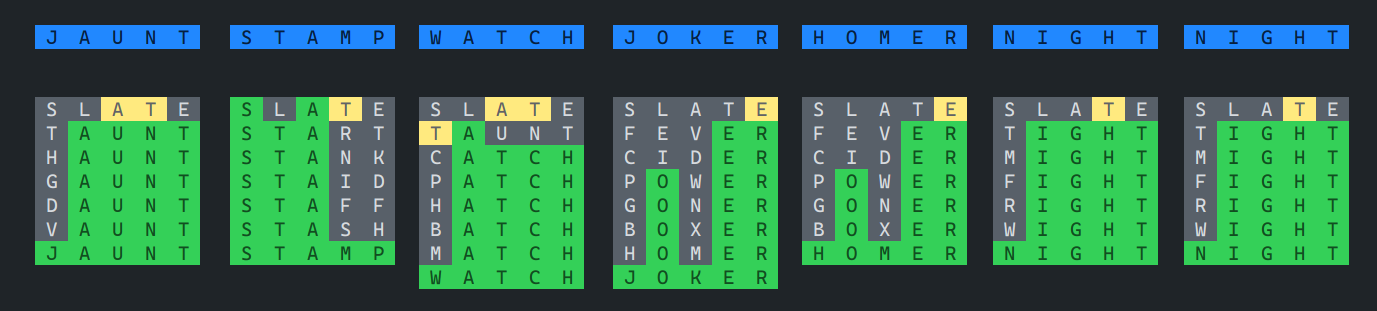 JAUNT STAMP WATCH JOKER HOMER NIGHT NIGHT
SLATE SLATE SLATE SLATE SLATE SLATE SLATE
TAUNT START TAUNT FEVER FEVER TIGHT TIGHT
HAUNT STANK CATCH CIDER CIDER MIGHT MIGHT
GAUNT STAID PATCH POWER POWER FIGHT FIGHT
DAUNT STAFF HATCH GONER GONER RIGHT RIGHT
VAUNT STASH BATCH BOXER BOXER WIGHT WIGHT
JAUNT STAMP MATCH HOMER HOMER NIGHT NIGHT
WATCH JOKER